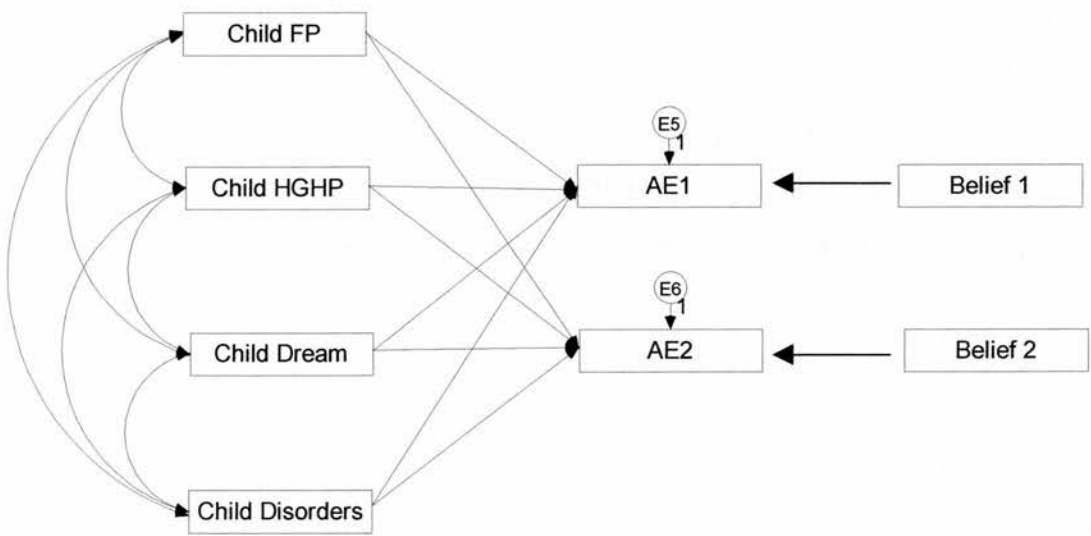 Child FP
E5
1
Child HGHP
AE1
Belief 1
E6
1
Child Dream
AE2
Belief 2
Child Disorders